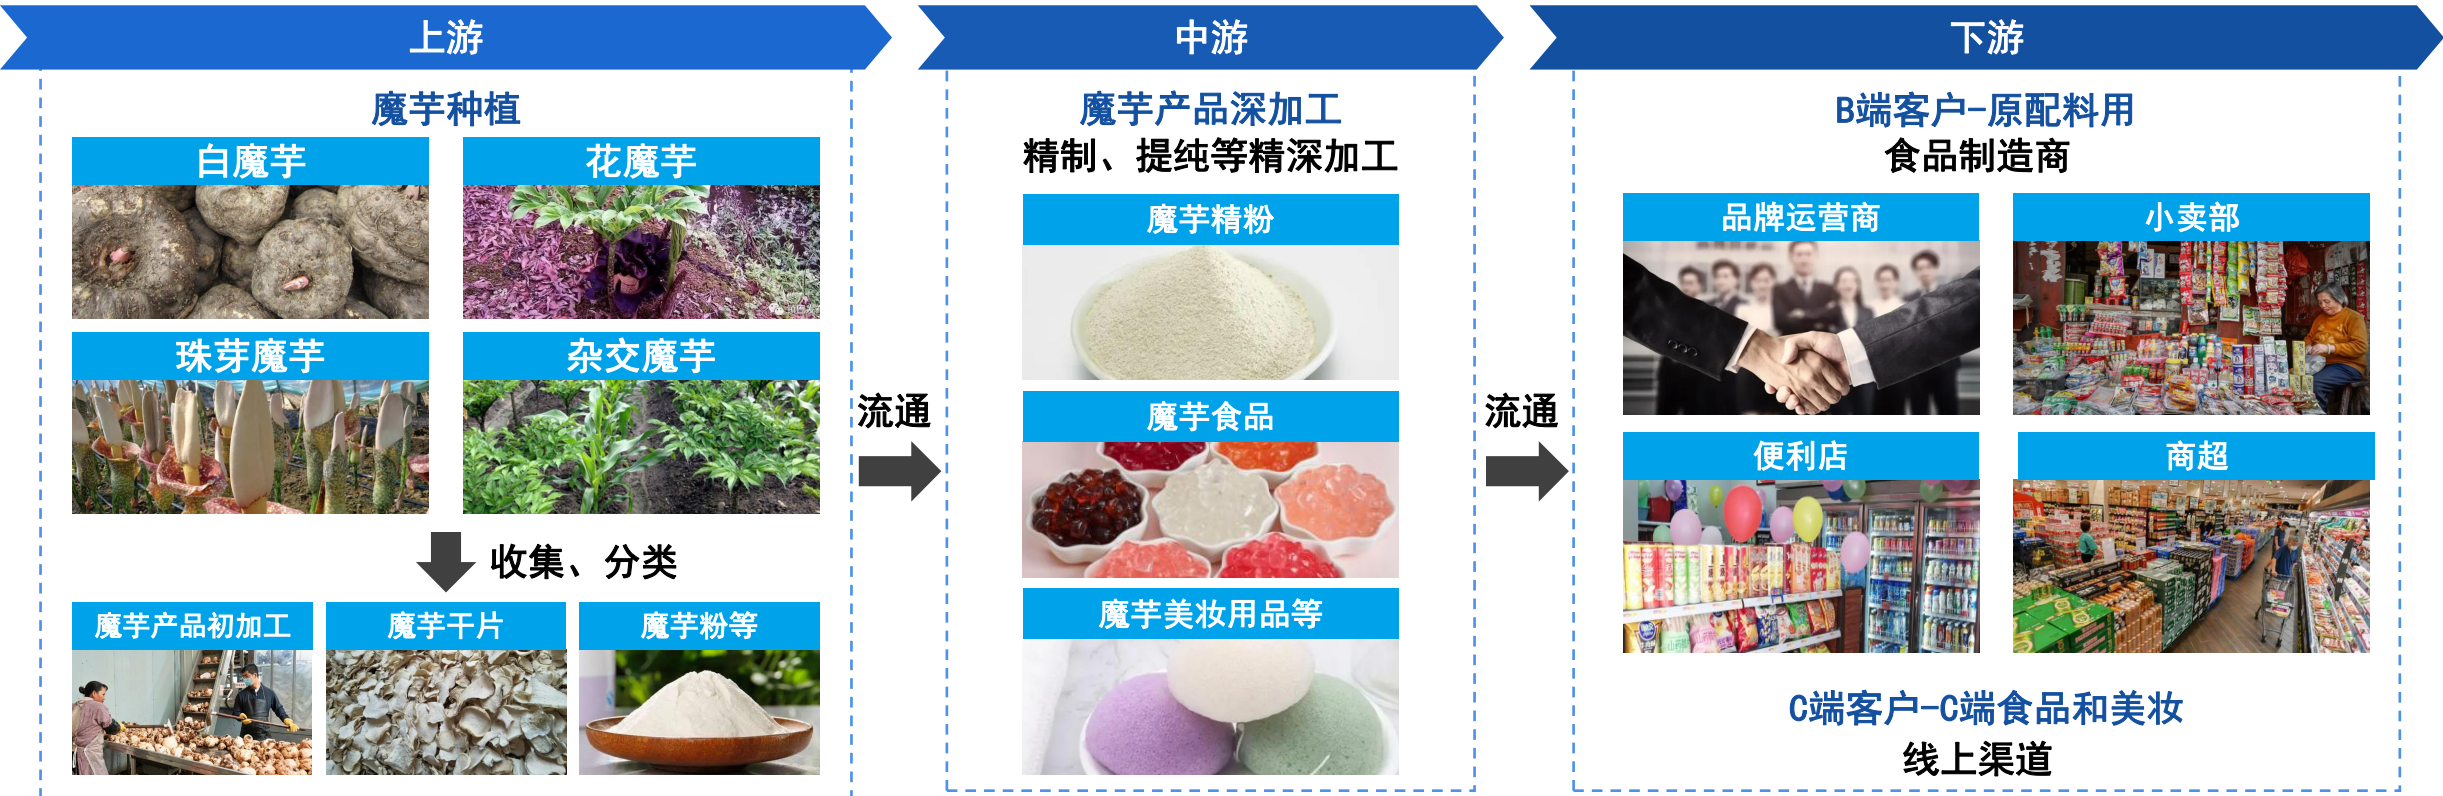 上游
魔芋种植
白魔芋
花魔芋
珠芽魔芋
杂交魔芋
收集、分类
魔芋产品初加工
魔芋干片
魔芋粉等
流通
中游
魔芋产品深加工
精制、提纯等精深加工
魔芋精粉
魔芋食品
魔芋美妆用品等
流通
下游
B端客户-原配料用
食品制造商
品牌运营商
小卖部
便利店
商超
C端客户-C端食品和美妆
线上渠道